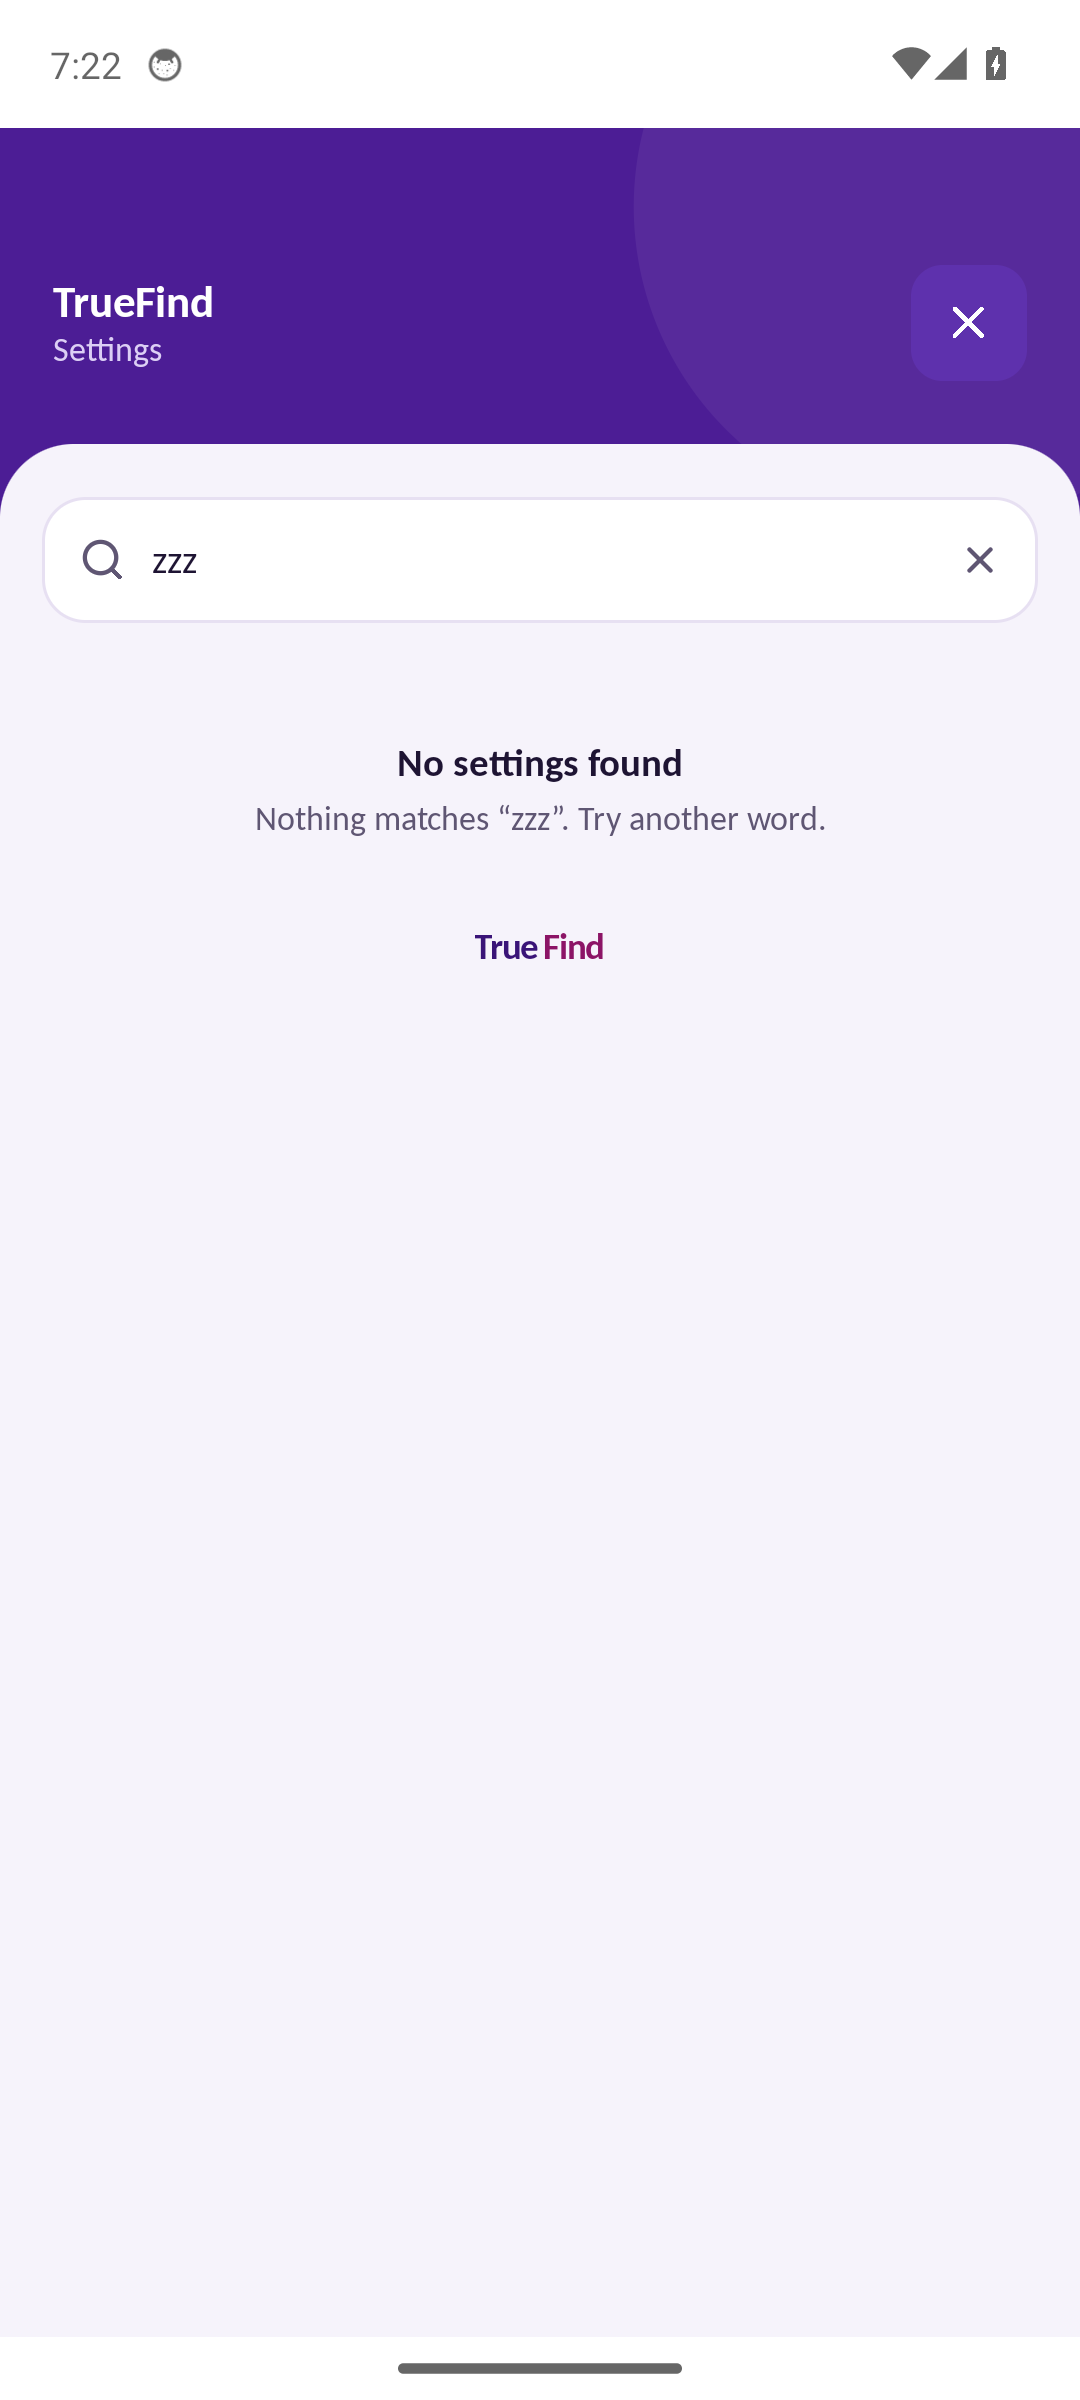 7:22
TrueFind
Settings
zzz
No settings found
Nothing matches “zzz”. Try another word.
True Find